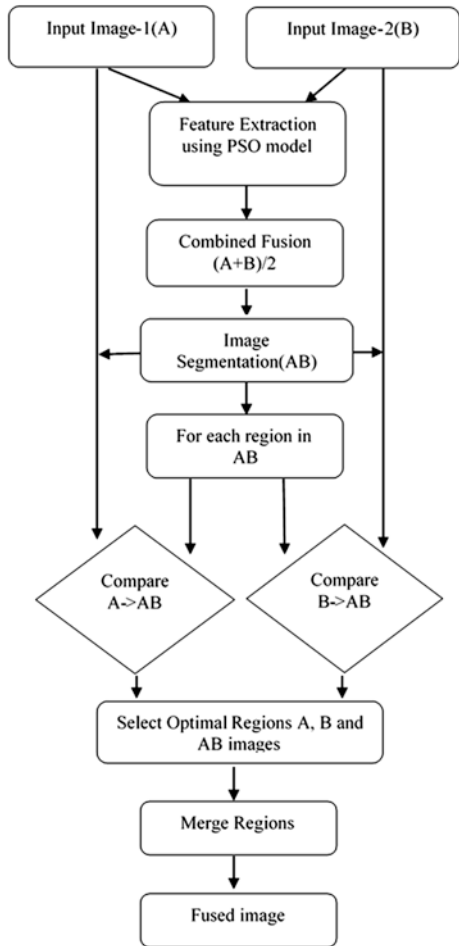 Input Image-1(A)
Input Image-2(B)
Feature Extraction
using PSO model
Combined Fusion
(A+B)/2
Image
Segmentation(AB)
For each region in
AB
Compare
A->AB
Compare
B->AB
Select Optimal Regions A, B and
AB images
Merge Regions
Fused image